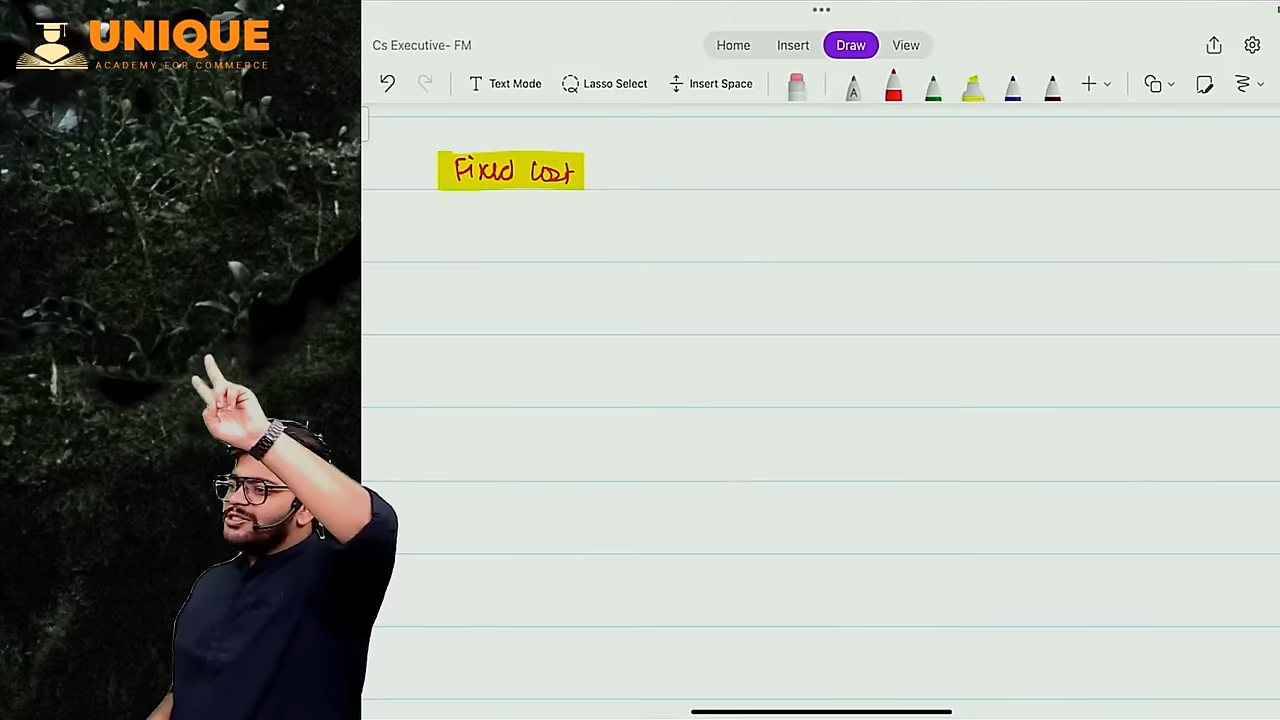 UNIQUE
ACADEMY FOR COMMERCE
Cs Executive- FM
Home Insert Draw View
Text Mode Lasso Select Insert Space
A
Fixed Cost